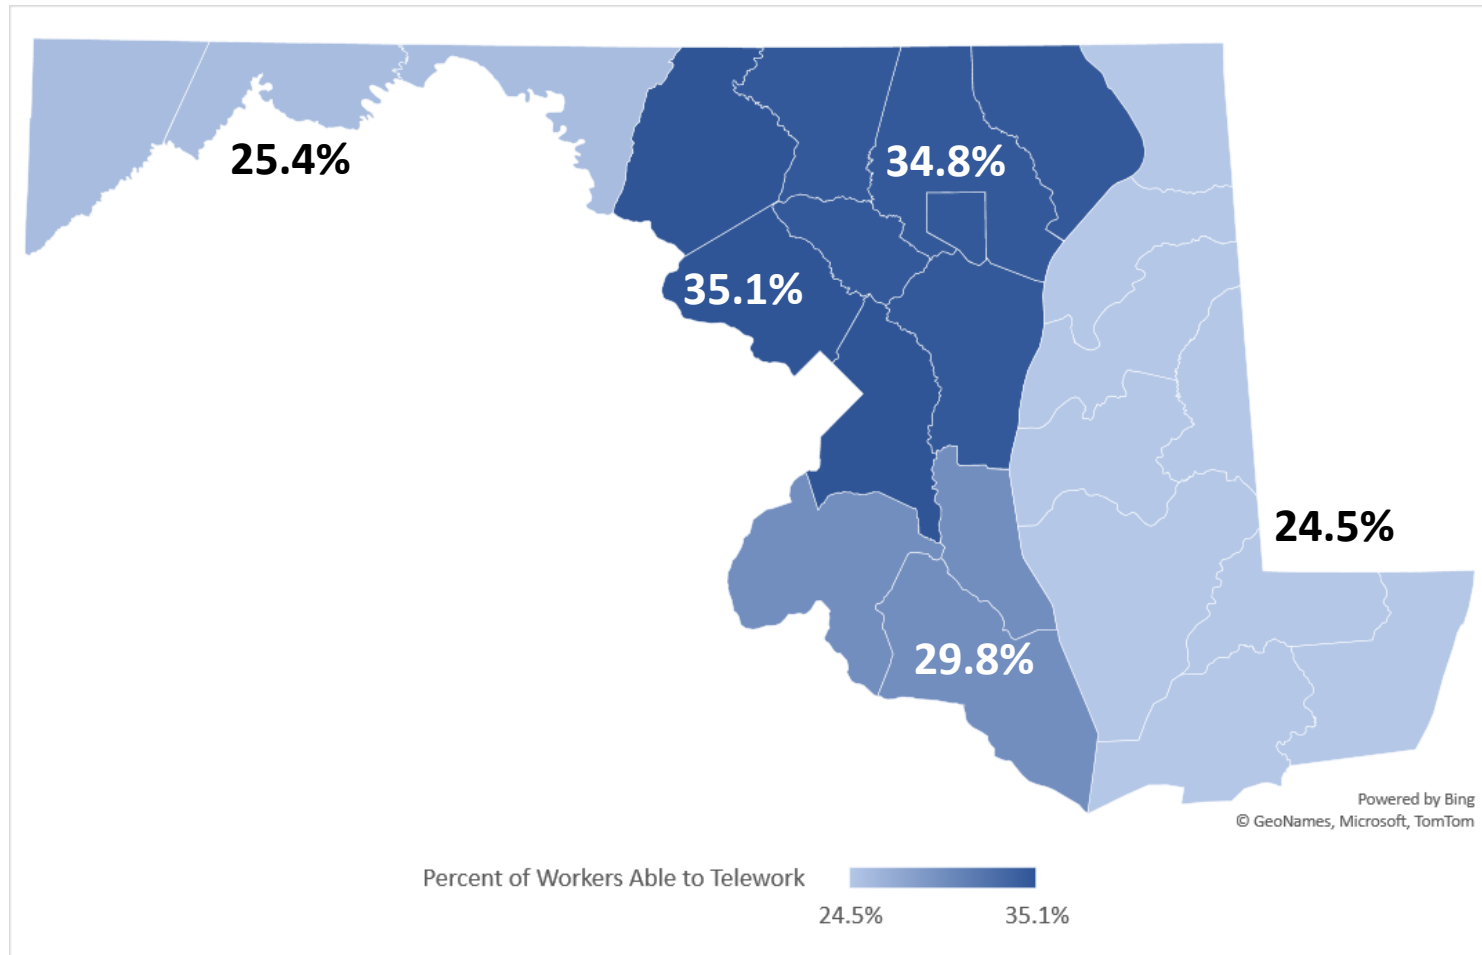 25.4%
34.8%
35.1%
24.5%
29.8%
Powered by Bing
© GeoNames, Microsoft, TomTom
Percent of Workers Able to Telework
24.5% 35.1%